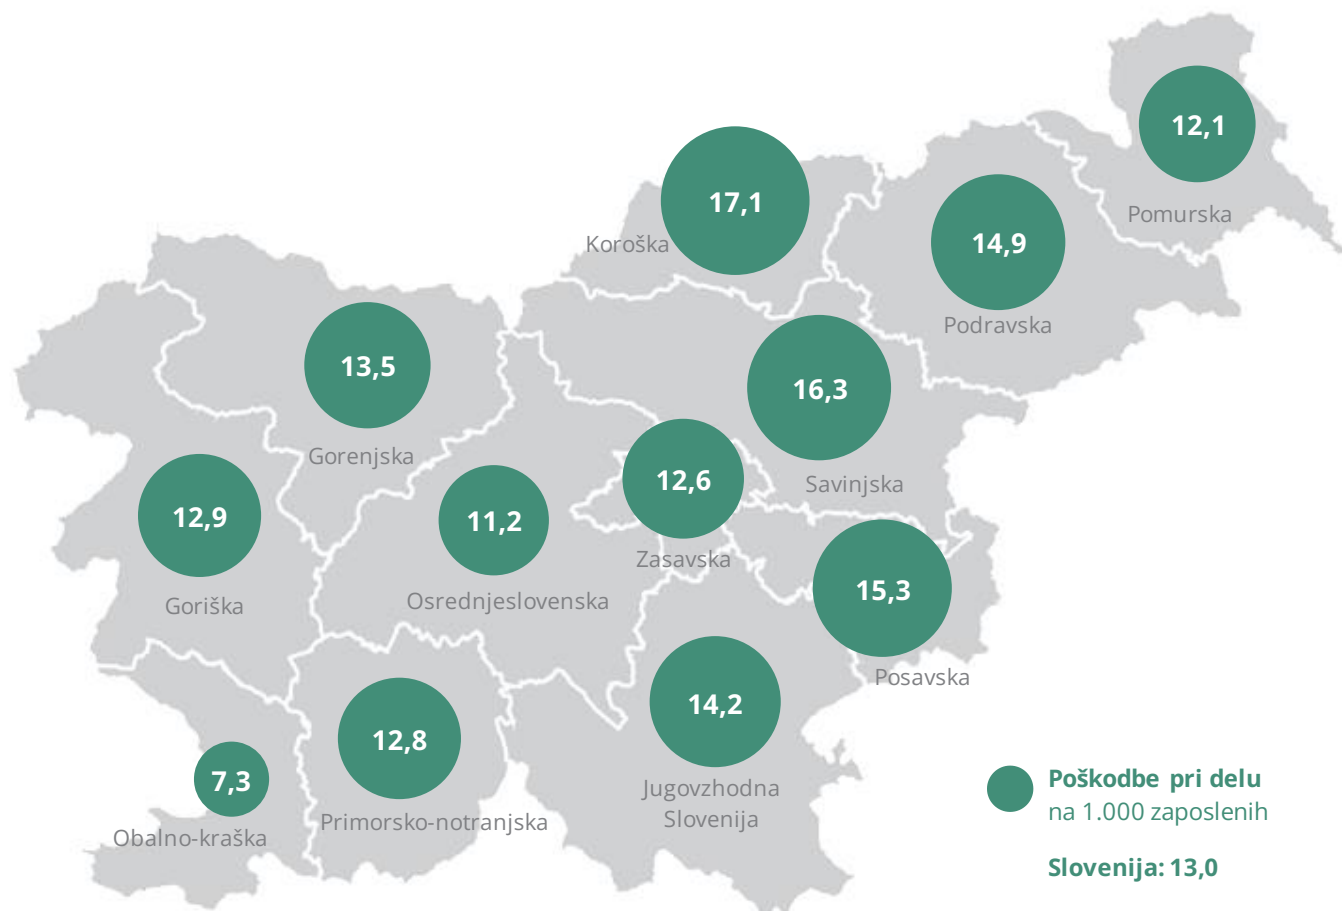 12,1
Pomurska
17,1
Koroška
14,9
Podravska
13,5
Gorenjska
16,3
Savinjska
12,6
Zasavska
12,9
Goriška
11,2
Osrednjeslovenska
15,3
Posavska
14,2
Jugovzhodna
Slovenija
12,8
Primorsko-notranjska
7,3
Obalno-kraška
Poškodbe pri delu
na 1.000 zaposlenih
Slovenija: 13,0